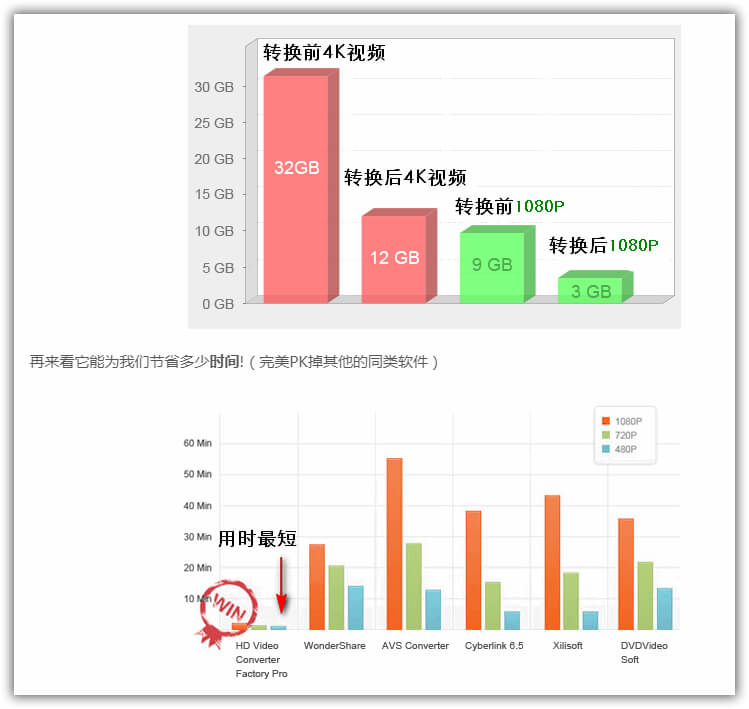 转换前4K视频
30 GB
25 GB
20 GB
15 GB
10 GB
5 GB
0 GB
32GB
转换后4K视频
12 GB
转换前1080P
9 GB
转换后1080P
3 GB
再来看它能为我们节省多少时间!（完美PK掉其他的同类软件）
1080P
720P
480P
60 Min
50 Min
40 Min
30 Min
20 Min
10 Min
用时最短
WIN
HD Video
Converter
Factory Pro
WonderShare
AVS Converter
Cyberlink 6.5
Xilisoft
DVDVideo
Soft